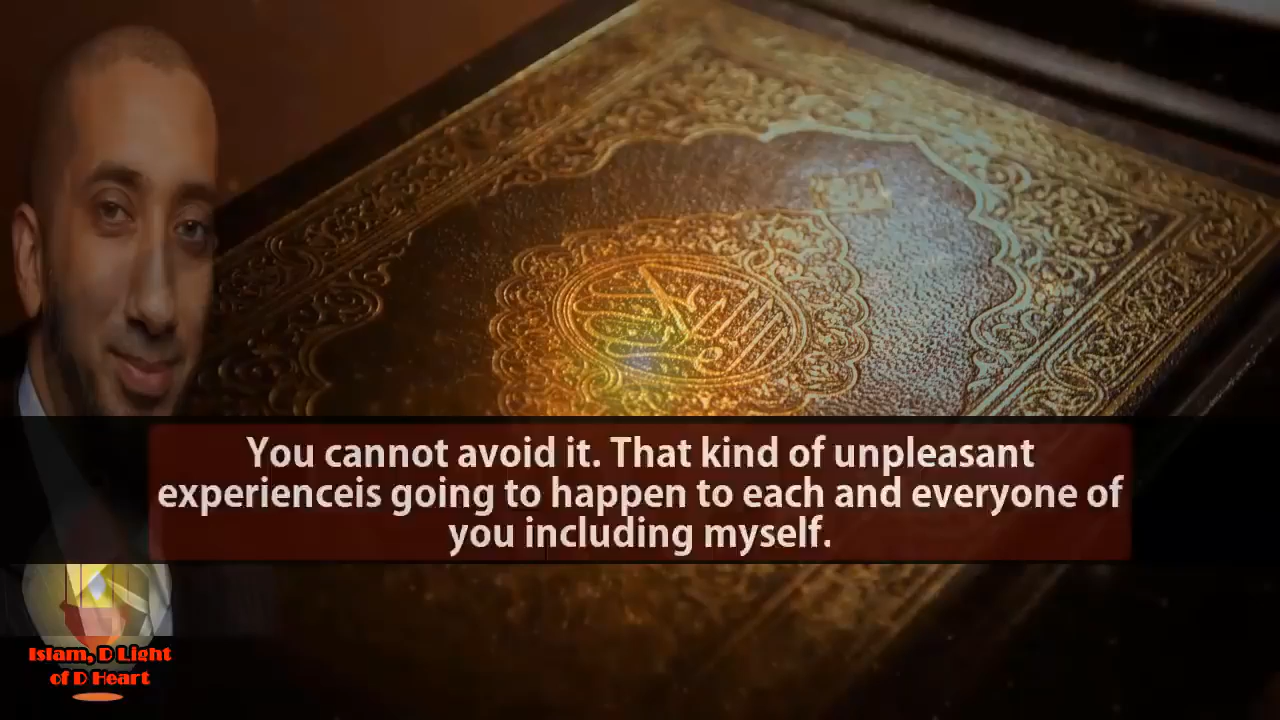 You cannot avoid it. That kind of unpleasant
experienceis going to happen to each and everyone of
you including myself.
Islam, D Light
of D Heart